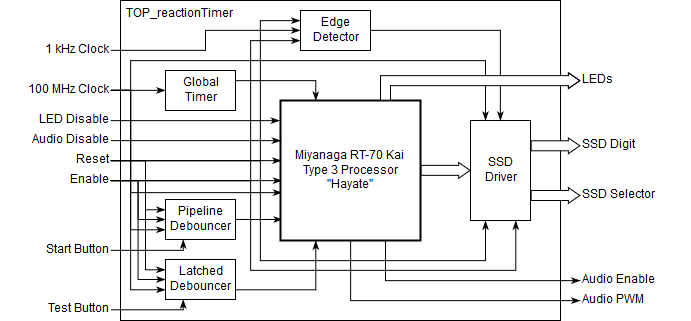 TOP_reactionTimer
Edge
Detector
1 kHz Clock
100 MHz Clock
Global
Timer
LEDs
LED Disable
Audio Disable
Reset
Enable
Miyanaga RT-70 Kai
Type 3 Processor
"Hayate"
SSD
Driver
SSD Digit
SSD Selector
Pipeline
Debouncer
Start Button
Latched
Debouncer
Test Button
Audio Enable
Audio PWM